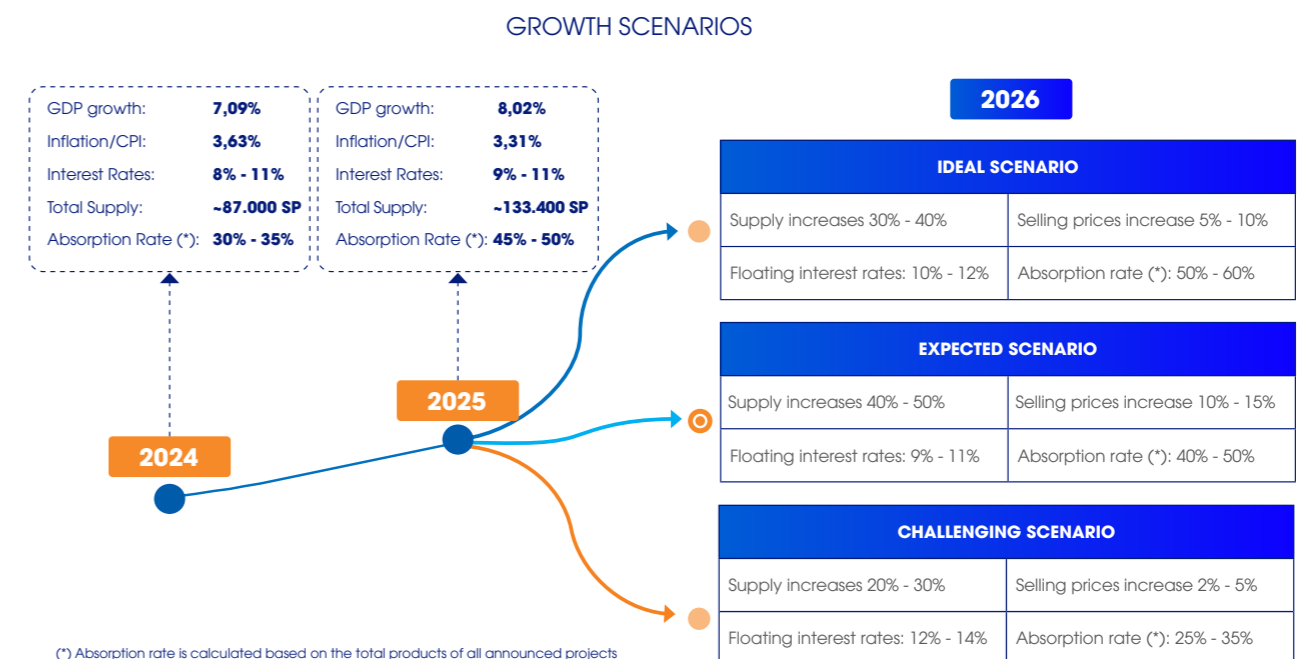 GROWTH SCENARIOS
GDP growth: 7,09%
Inflation/CPI: 3,63%
Interest Rates: 8% - 11%
Total Supply: ~87.000 SP
Absorption Rate (*): 30% - 35%
2024
GDP growth: 8,02%
Inflation/CPI: 3,31%
Interest Rates: 9% - 11%
Total Supply: ~133.400 SP
Absorption Rate (*): 45% - 50%
2025
2026
IDEAL SCENARIO
Supply increases 30% - 40%
Selling prices increase 5% - 10%
Floating interest rates: 10% - 12%
Absorption rate (*): 50% - 60%
EXPECTED SCENARIO
Supply increases 40% - 50%
Selling prices increase 10% - 15%
Floating interest rates: 9% - 11%
Absorption rate (*): 40% - 50%
CHALLENGING SCENARIO
Supply increases 20% - 30%
Selling prices increase 2% - 5%
Floating interest rates: 12% - 14%
Absorption rate (*): 25% - 35%
(*) Absorption rate is calculated based on the total products of all announced projects